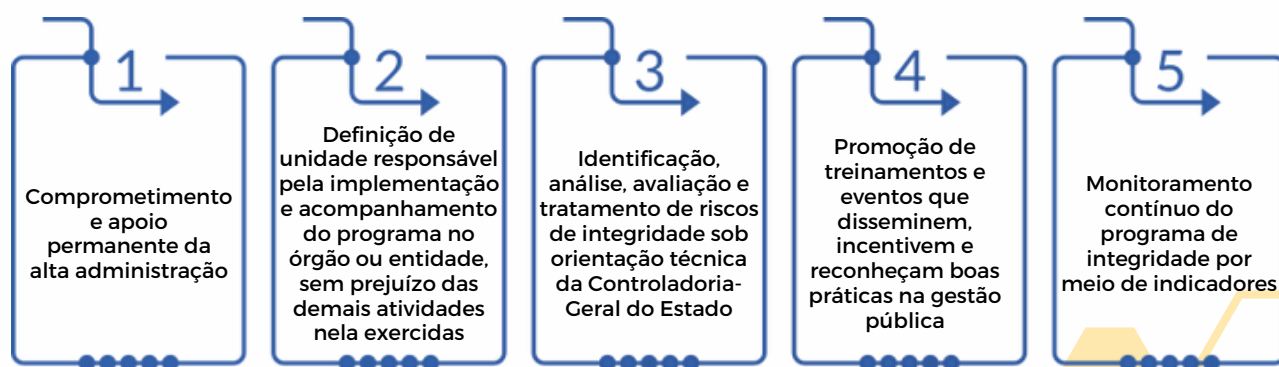 1
Comprometimento
e apoio
permanente da
alta administração
2
Definição de
unidade responsável
pela implementação
e acompanhamento
do programa no
órgão ou entidade,
sem prejuízo das
demais atividades
nela exercidas
3
Identificação,
análise, avaliação e
tratamento de riscos
de integridade sob
orientação técnica
da Controladoria-
Geral do Estado
4
Promoção de
treinamentos e
eventos que
disseminem,
incentivem e
reconheçam boas
práticas na gestão
pública
5
Monitoramento
contínuo do
programa de
integridade por
meio de indicadores